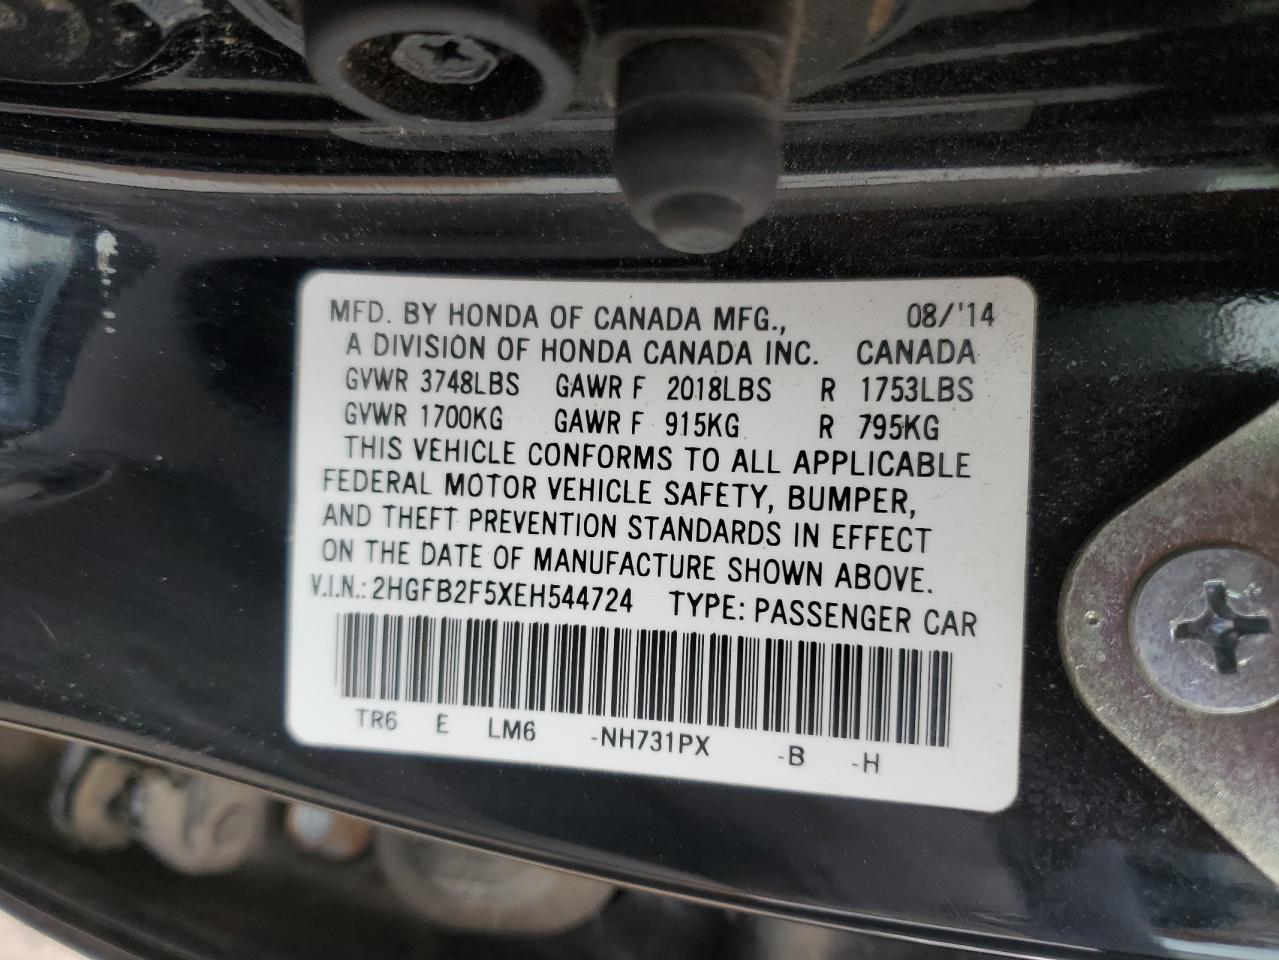 MFD. BY HONDA OF CANADA MFG., 08/'14
A DIVISION OF HONDA CANADA INC. CANADA
GVWR 3748LBS GAWR F 2018LBS R 1753LBS
GVWR 1700KG GAWR F 915KG R 795KG
THIS VEHICLE CONFORMS TO ALL APPLICABLE
FEDERAL MOTOR VEHICLE SAFETY, BUMPER,
AND THEFT PREVENTION STANDARDS IN EFFECT
ON THE DATE OF MANUFACTURE SHOWN ABOVE.
V.I.N.: 2HGFB2F5XEH544724 TYPE: PASSENGER CAR
TR6 E LM6 -NH731PX -B -H